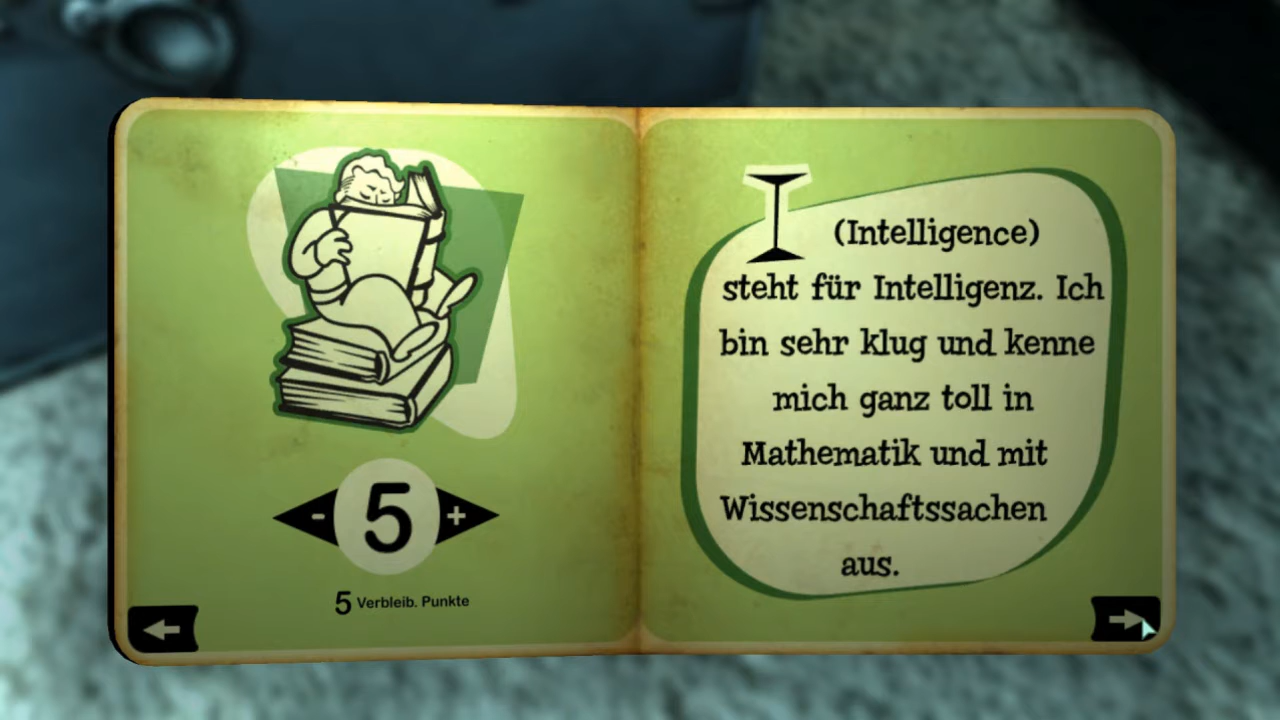 -
5
+
5 Verbleib. Punkte
I (Intelligence)
steht für Intelligenz. Ich
bin sehr klug und kenne
mich ganz toll in
Mathematik und mit
Wissenschaftssachen
aus.